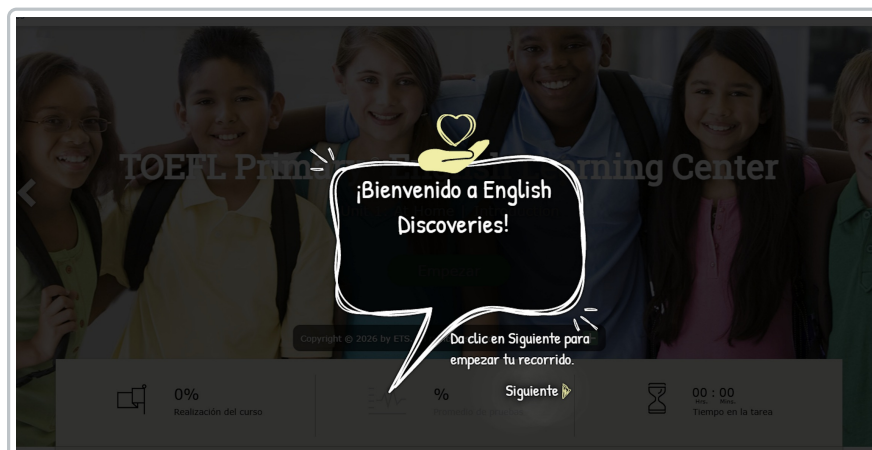 TOEFL Prim rning Center
¡Bienvenido a English
Discoveries!
Empezar
Copyright © 2026 by ETS.
Da clic en Siguiente para
empezar tu recorrido.
Siguiente
0%
Realización del curso
%
00 : 00
Hrs. Mins.
Tiempo en la tarea